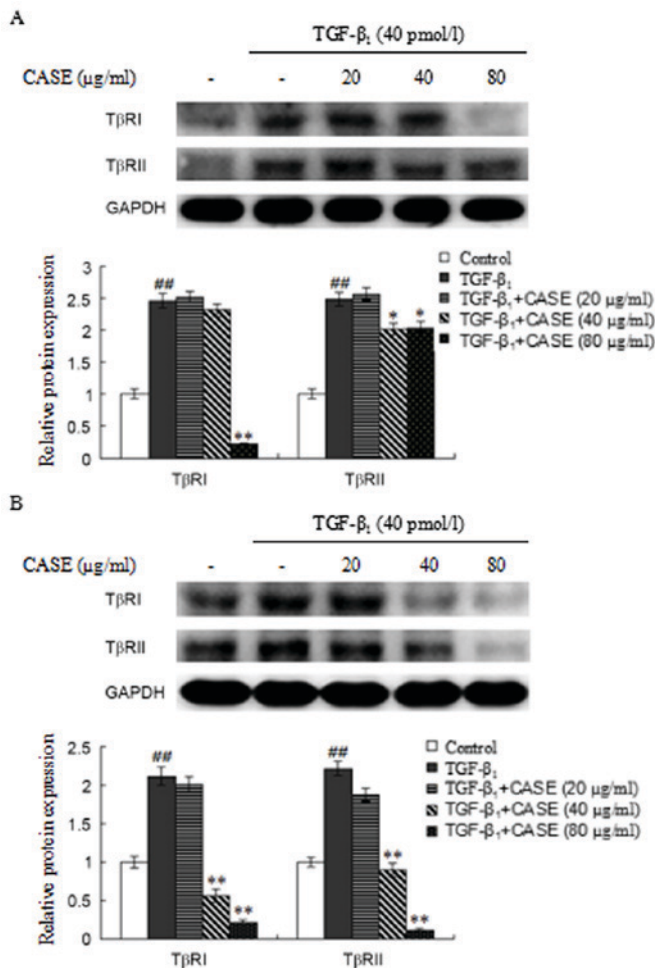 A
TGF-β₁ (40 pmol/l)
CASE (μg/ml) - - 20 40 80
TβRI
TβRII
GAPDH
Relative protein expression
3
2.5
2
1.5
1
0.5
0
## ** ## * *
TβRI TβRII
Control
TGF-β₁
TGF-β₁+CASE (20 μg/ml)
TGF-β₁+CASE (40 μg/ml)
TGF-β₁+CASE (80 μg/ml)
B
TGF-β₁ (40 pmol/l)
CASE (μg/ml) - - 20 40 80
TβRI
TβRII
GAPDH
Relative protein expression
2.5
2
1.5
1
0.5
0
## ** ** ## ** **
TβRI TβRII
Control
TGF-β₁
TGF-β₁+CASE (20 μg/ml)
TGF-β₁+CASE (40 μg/ml)
TGF-β₁+CASE (80 μg/ml)